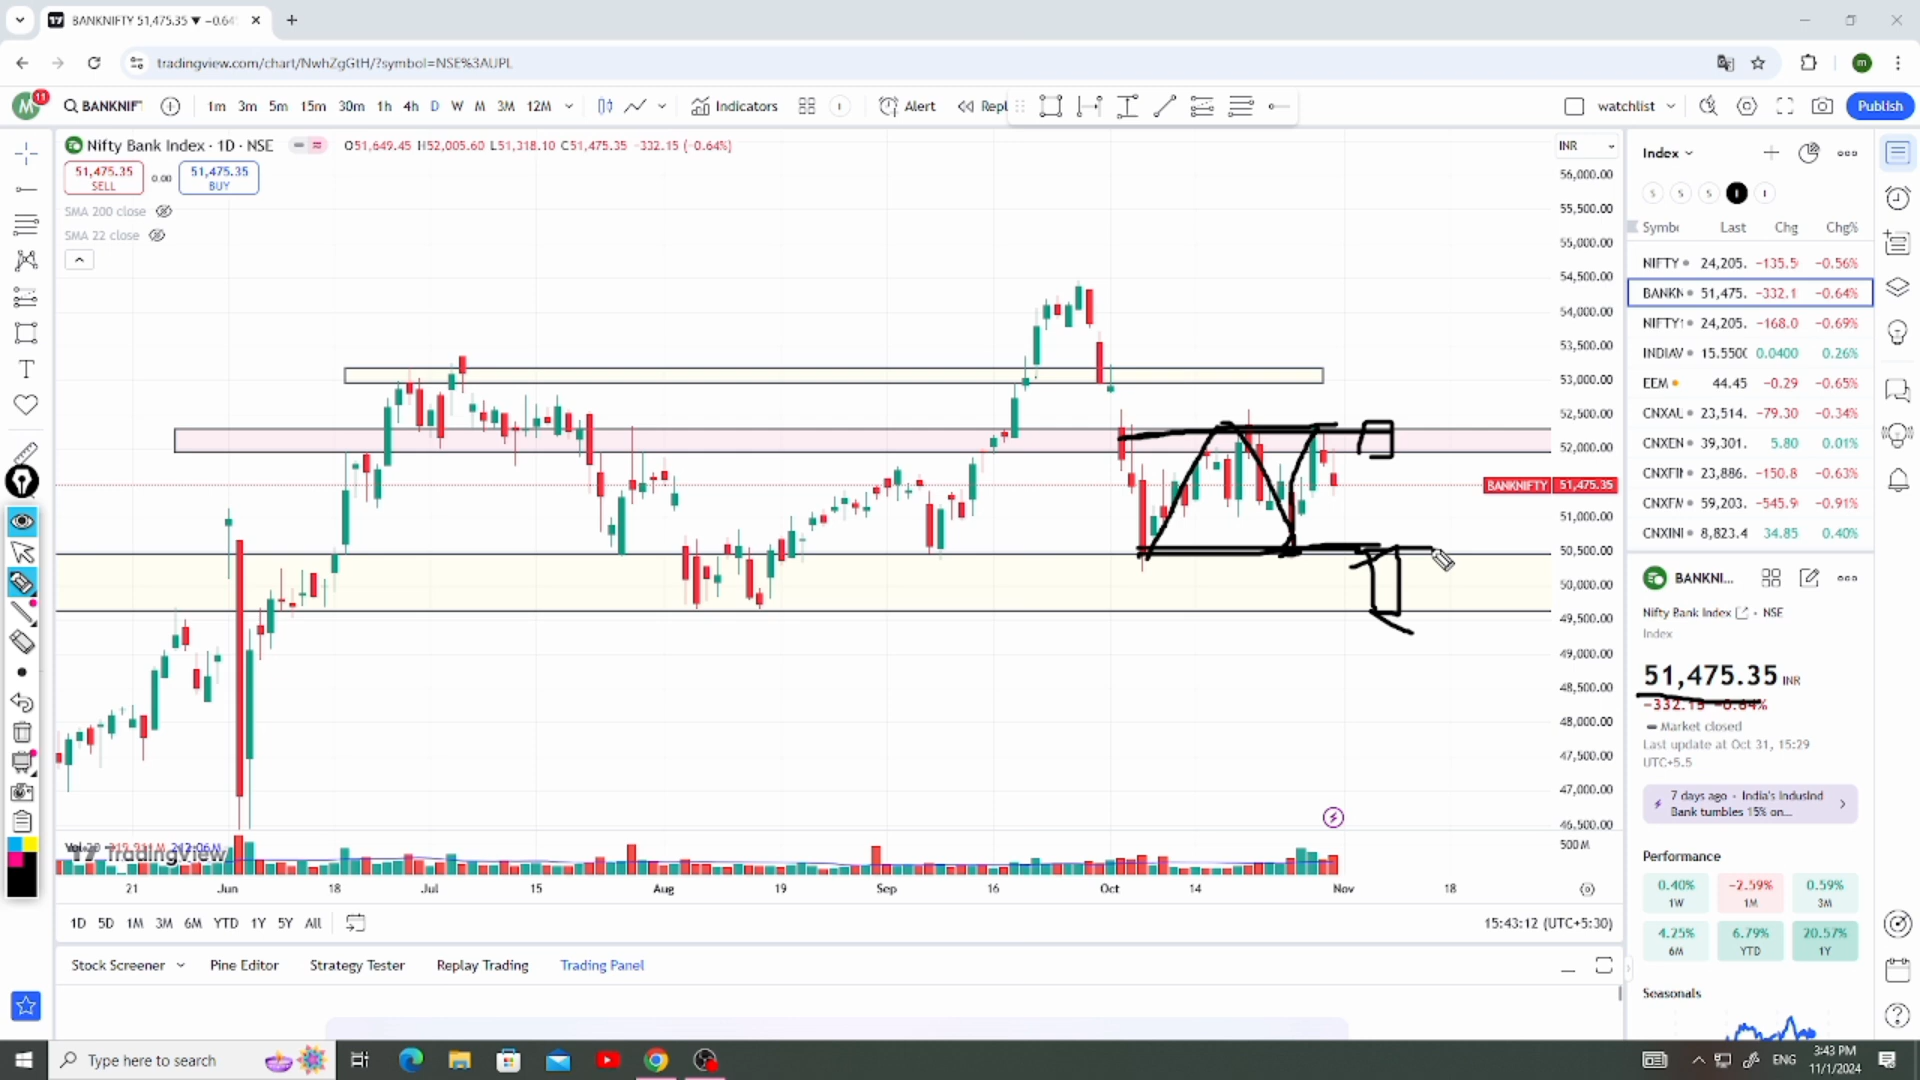 BANKNIFTY 51,475.35 ▼ −0.64
tradingview.com/chart/NwhZgGtH/?symbol=NSE%3AUPL
m
M 11 BANKNIF 1m 3m 5m 15m 30m 1h 4h D W M 3M 12M Indicators Alert Repl watchlist Publish
Nifty Bank Index · 1D · NSE O51,649.45 H52,005.60 L51,318.10 C51,475.35 −332.15 (−0.64%)
51,475.35 SELL 0.00 51,475.35 BUY
SMA 200 close
SMA 22 close
INR
56,000.00
55,500.00
55,000.00
54,500.00
54,000.00
53,500.00
53,000.00
52,500.00
52,000.00
BANKNIFTY 51,475.35
51,000.00
50,500.00
50,000.00
49,500.00
49,000.00
48,500.00
48,000.00
47,500.00
47,000.00
46,500.00
500 M
TradingView
21 Jun 18 Jul 15 Aug 19 Sep 16 Oct 14 Nov 18
1D 5D 1M 3M 6M YTD 1Y 5Y All 15:43:12 (UTC+5:30)
Stock Screener Pine Editor Strategy Tester Replay Trading Trading Panel
Index
S S S I I
Symb Last Chg Chg%
NIFTY 24,205. −135.5 −0.56%
BANKN 51,475. −332.1 −0.64%
NIFTY 24,205. −168.0 −0.69%
INDIAV 15.550 0.0400 0.26%
EEM 44.45 −0.29 −0.65%
CNXAU 23,514. −79.30 −0.34%
CNXEN 39,301. 5.80 0.01%
CNXFI 23,886. −150.8 −0.63%
CNXFM 59,203. −545.9 −0.91%
CNXINI 8,823.4 34.85 0.40%
BANKNI...
Nifty Bank Index · NSE
Index
51,475.35 INR
−332.15 −0.64%
Market closed
Last update at Oct 31, 15:29
UTC+5.5
7 days ago · India's IndusInd
Bank tumbles 15% on...
Performance
0.40% −2.59% 0.59%
1W 1M 3M
4.25% 6.79% 20.57%
6M YTD 1Y
Seasonals
Type here to search
ENG 3:43 PM
11/1/2024